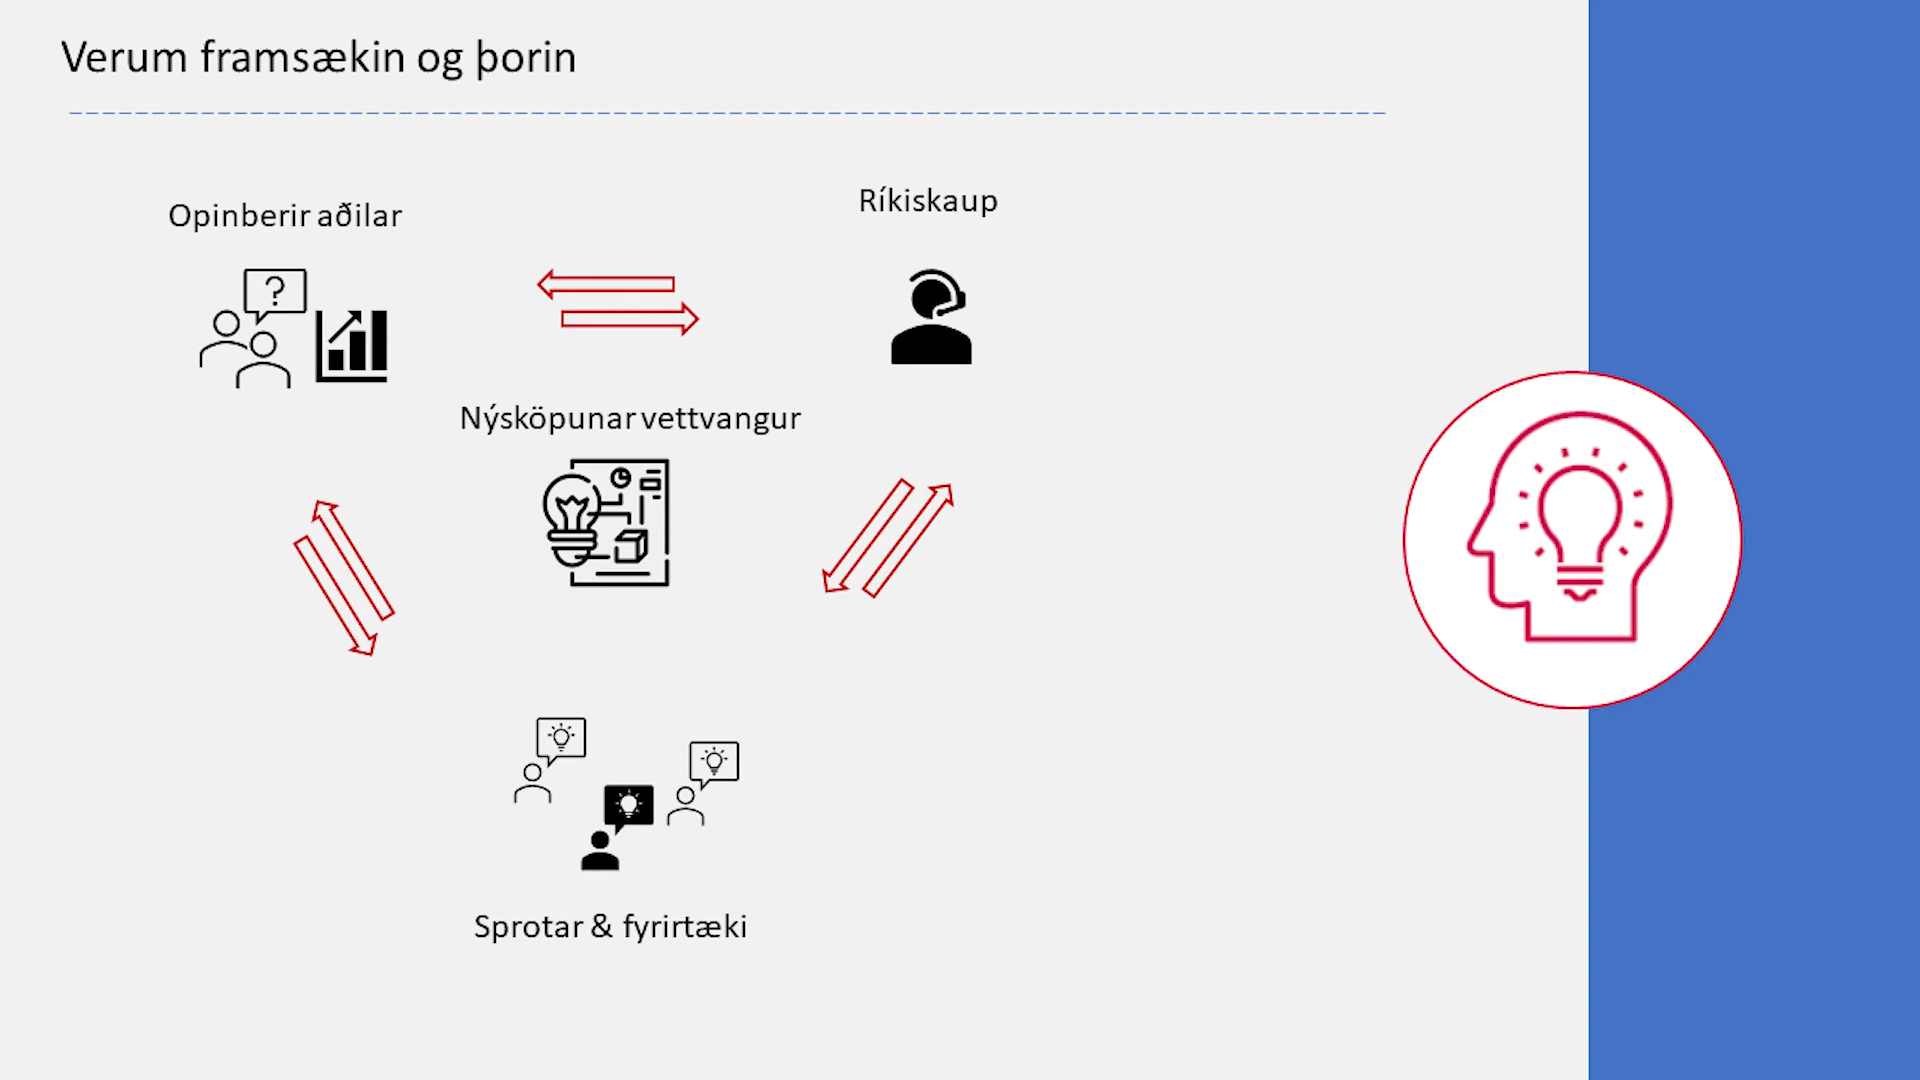 Verum framsækin og þorin
Opinberir aðilar
Ríkiskaup
?
Nýsköpunar vettvangur
Sprotar & fyrirtæki